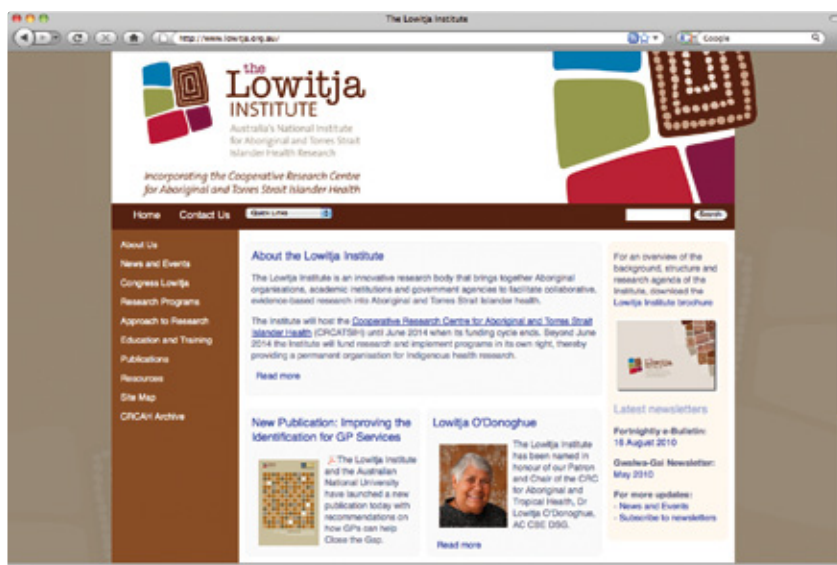 The Lowitja Institute
http://www.lowitja.org.au/
Google
the
Lowitja
INSTITUTE
Australia's National Institute
for Aboriginal and Torres Strait
Islander Health Research
Incorporating the Cooperative Research Centre
for Aboriginal and Torres Strait Islander Health
Home Contact Us Quick Links Search
About Us
News and Events
Congress Lowitja
Research Programs
Approach to Research
Education and Training
Publications
Resources
Site Map
CRCAH Archive
About the Lowitja Institute
The Lowitja Institute is an innovative research body that brings together Aboriginal
organisations, academic institutions and government agencies to facilitate collaborative,
evidence-based research into Aboriginal and Torres Strait Islander health.
The Institute will host the Cooperative Research Centre for Aboriginal and Torres Strait
Islander Health (CRCATSIH) until June 2014 when its funding cycle ends. Beyond June
2014 the Institute will fund research and implement programs in its own right, thereby
providing a permanent organisation for Indigenous health research.
Read more
New Publication: Improving the
Identification for GP Services
The Lowitja Institute
and the Australian
National University
have launched a new
publication today with
recommendations on
how GPs can help
Close the Gap.
Lowitja O'Donoghue
The Lowitja Institute
has been named in
honour of our Patron
and Chair of the CRC
for Aboriginal and
Tropical Health, Dr
Lowitja O'Donoghue,
AC CBE DSG.
Read more
For an overview of the
background, structure and
research agenda of the
Institute, download the
Lowitja Institute brochure
Lowitja
INSTITUTE
Latest newsletters
Fortnightly e-Bulletin:
16 August 2010
Gwalwa-Gai Newsletter:
May 2010
For more updates:
- News and Events
- Subscribe to newsletters